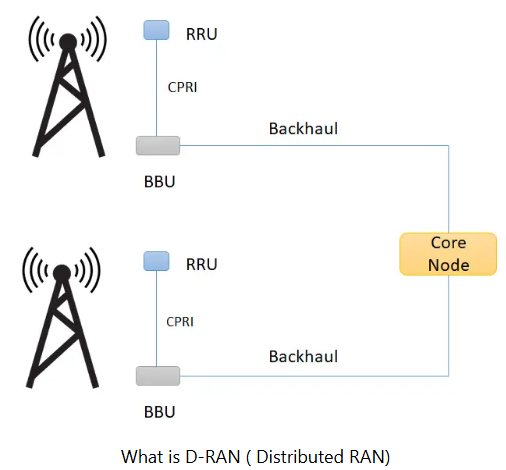 RRU
CPRI
Backhaul
BBU
Core
Node
RRU
CPRI
Backhaul
BBU
What is D-RAN ( Distributed RAN)